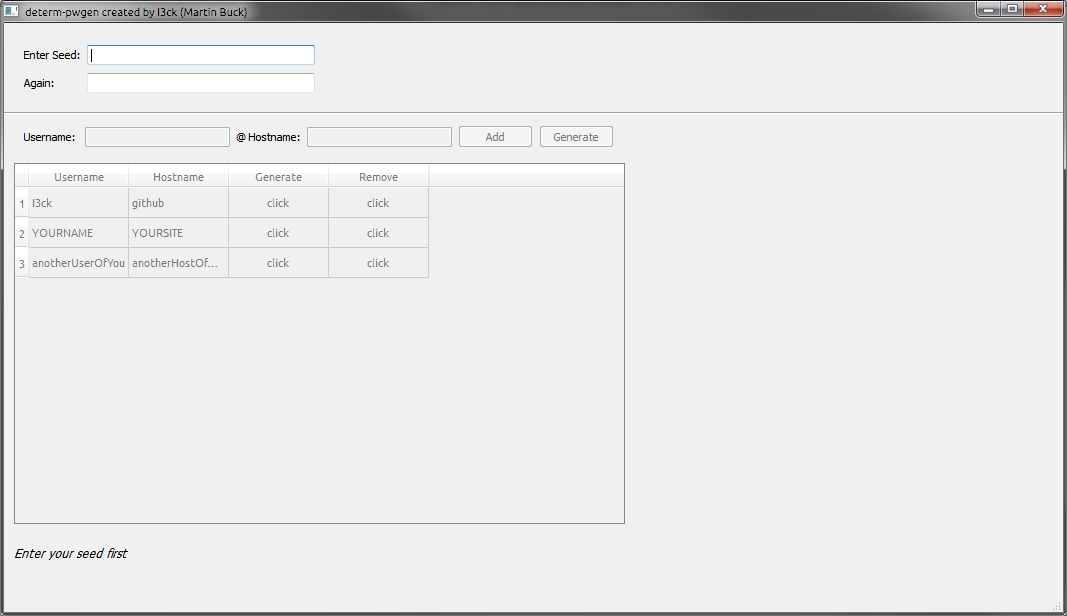 determ-pwgen created by l3ck (Martin Buck)
Enter Seed:
Again:
Username: @ Hostname: Add Generate
Username Hostname Generate Remove
1 l3ck github click click
2 YOURNAME YOURSITE click click
3 anotherUserOfYou anotherHostOf... click click
Enter your seed first